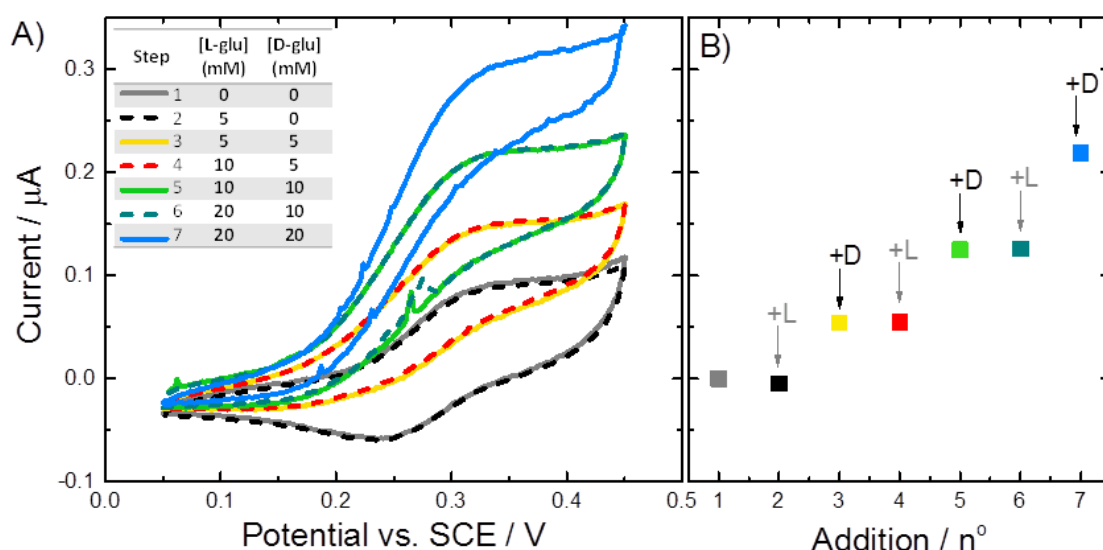 A)
Step [L-glu] (mM) [D-glu] (mM)
1 0 0
2 5 0
3 5 5
4 10 5
5 10 10
6 20 10
7 20 20
0.3
0.2
0.1
0.0
-0.1
Current / μA
0.0 0.1 0.2 0.3 0.4 0.5
Potential vs. SCE / V
B)
+L
+D
+L
+D
+L
+D
1 2 3 4 5 6 7
Addition / nº